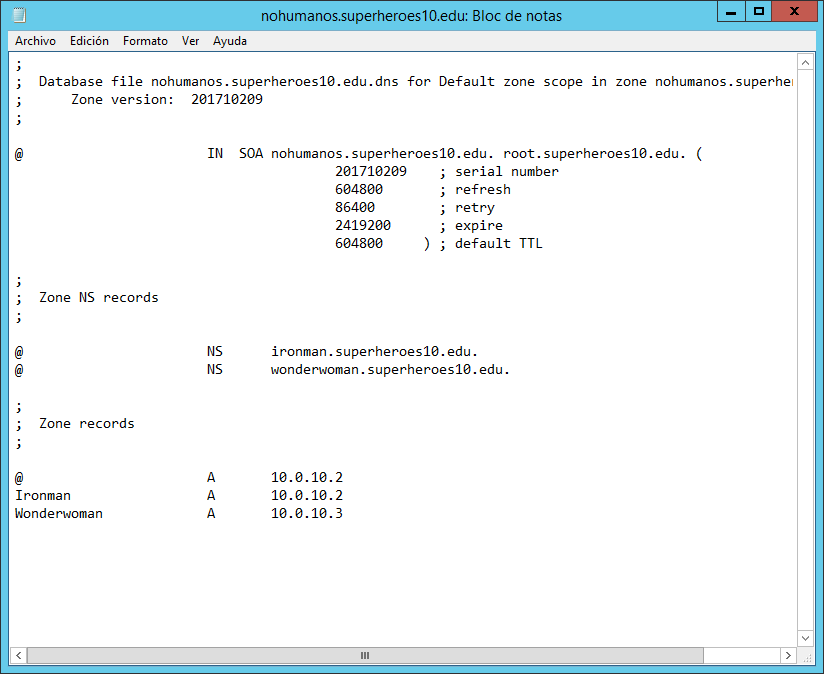 nohumanos.superheroes10.edu: Bloc de notas
Archivo Edición Formato Ver Ayuda
;
; Database file nohumanos.superheroes10.edu.dns for Default zone scope in zone nohumanos.superhe
; Zone version: 201710209
;
@ IN SOA nohumanos.superheroes10.edu. root.superheroes10.edu. (
201710209 ; serial number
604800 ; refresh
86400 ; retry
2419200 ; expire
604800 ) ; default TTL
;
; Zone NS records
;
@ NS ironman.superheroes10.edu.
@ NS wonderwoman.superheroes10.edu.
;
; Zone records
;
@ A 10.0.10.2
Ironman A 10.0.10.2
Wonderwoman A 10.0.10.3